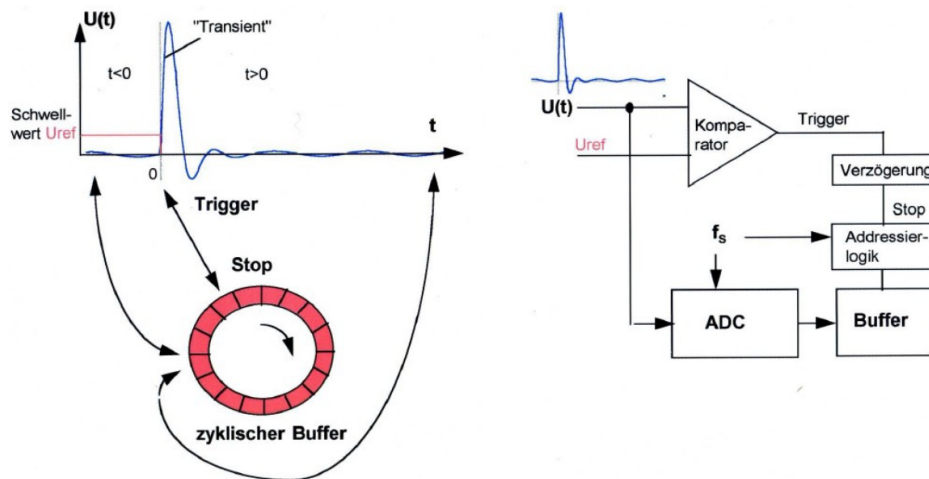 U(t)
"Transient"
t<0
t>0
Schwell-
wert Uref
t
0
Trigger
Stop
zyklischer Buffer
U(t)
Uref
Kompa-
rator
Trigger
Verzögerung
Stop
fs
Addressier-
logik
ADC
Buffer